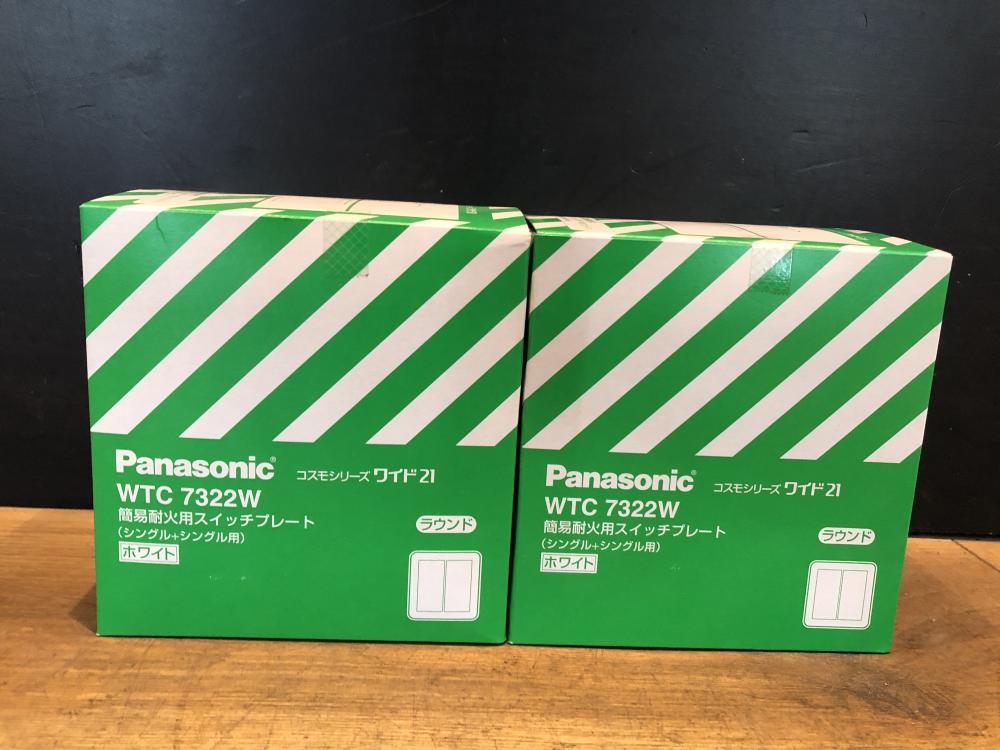 Panasonic® コスモシリーズ ワイド21
WTC 7322W
簡易耐火用スイッチプレート
(シングル+シングル用)
ホワイト
ラウンド
Panasonic® コスモシリーズ ワイド21
WTC 7322W
簡易耐火用スイッチプレート
(シングル+シングル用)
ホワイト
ラウンド